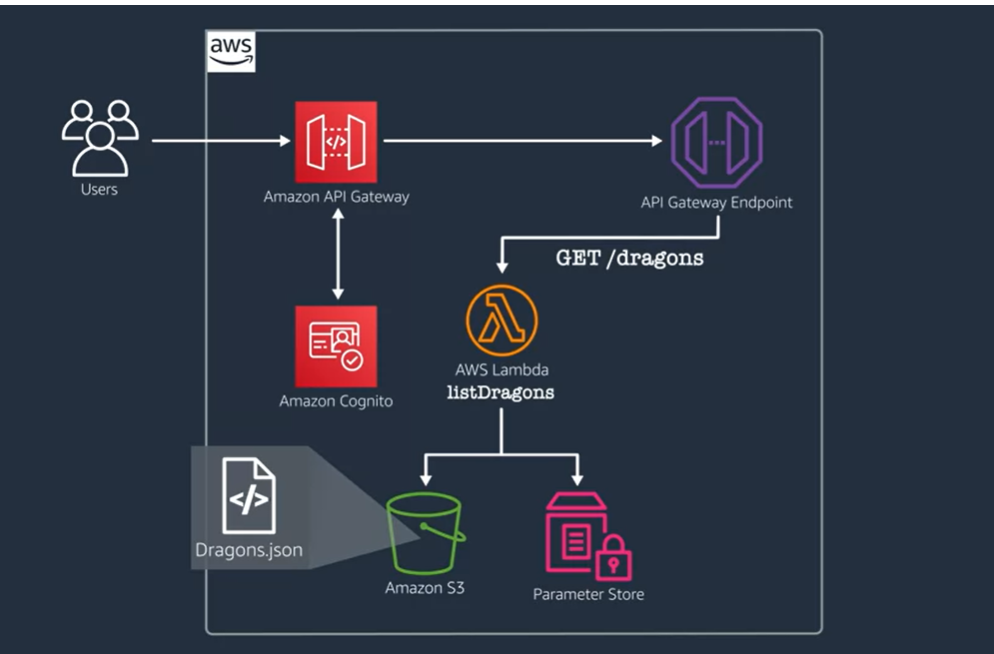 aws
Users
Amazon API Gateway
API Gateway Endpoint
GET /dragons
AWS Lambda
listDragons
Amazon Cognito
</>
Dragons.json
Amazon S3
Parameter Store